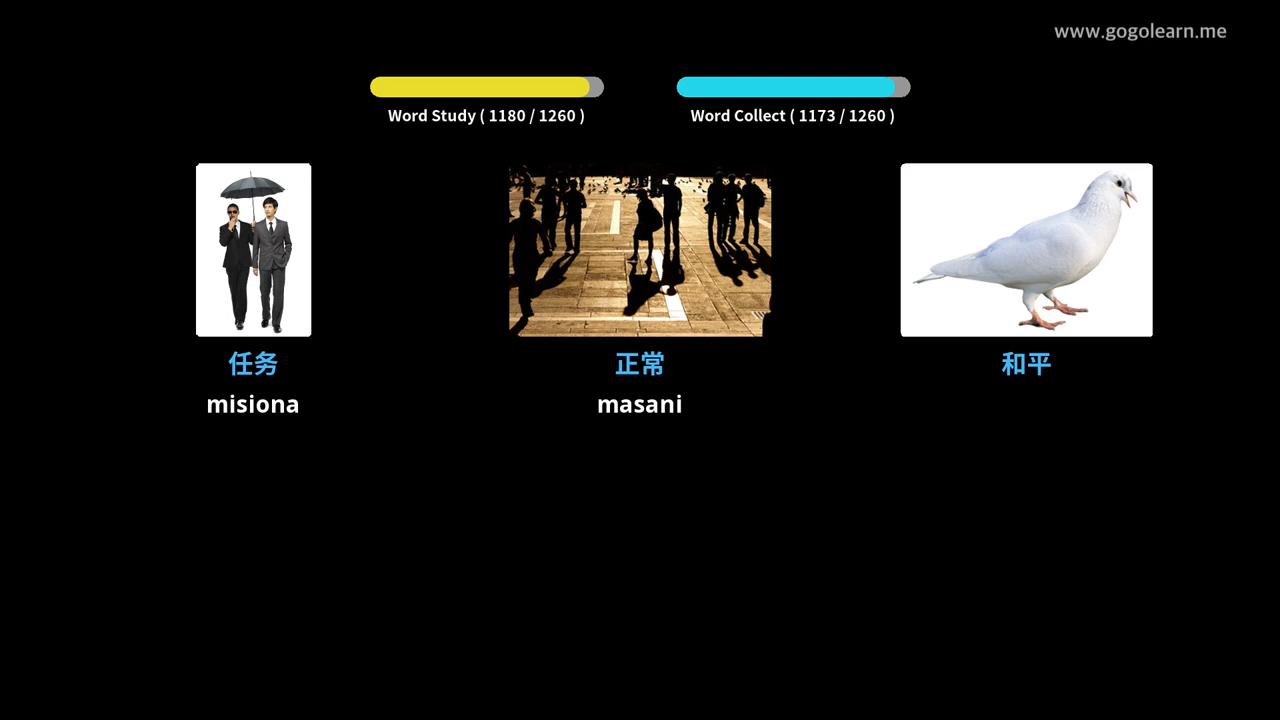 www.gogolearn.me
Word Study ( 1180 / 1260 )
Word Collect ( 1173 / 1260 )
任务
正常
和平
misiona
masani